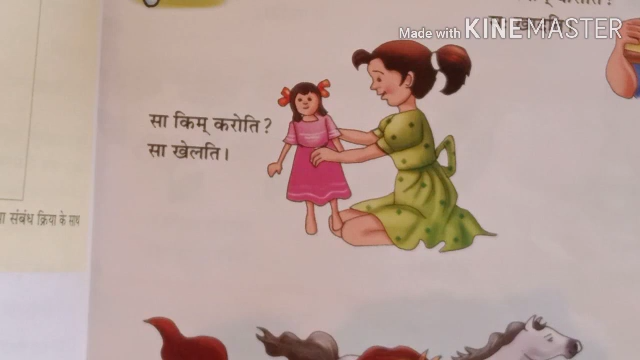 Made with KINEMASTER
सा किम् करोति?
सा खेलति।
संबंध क्रिया के साथ